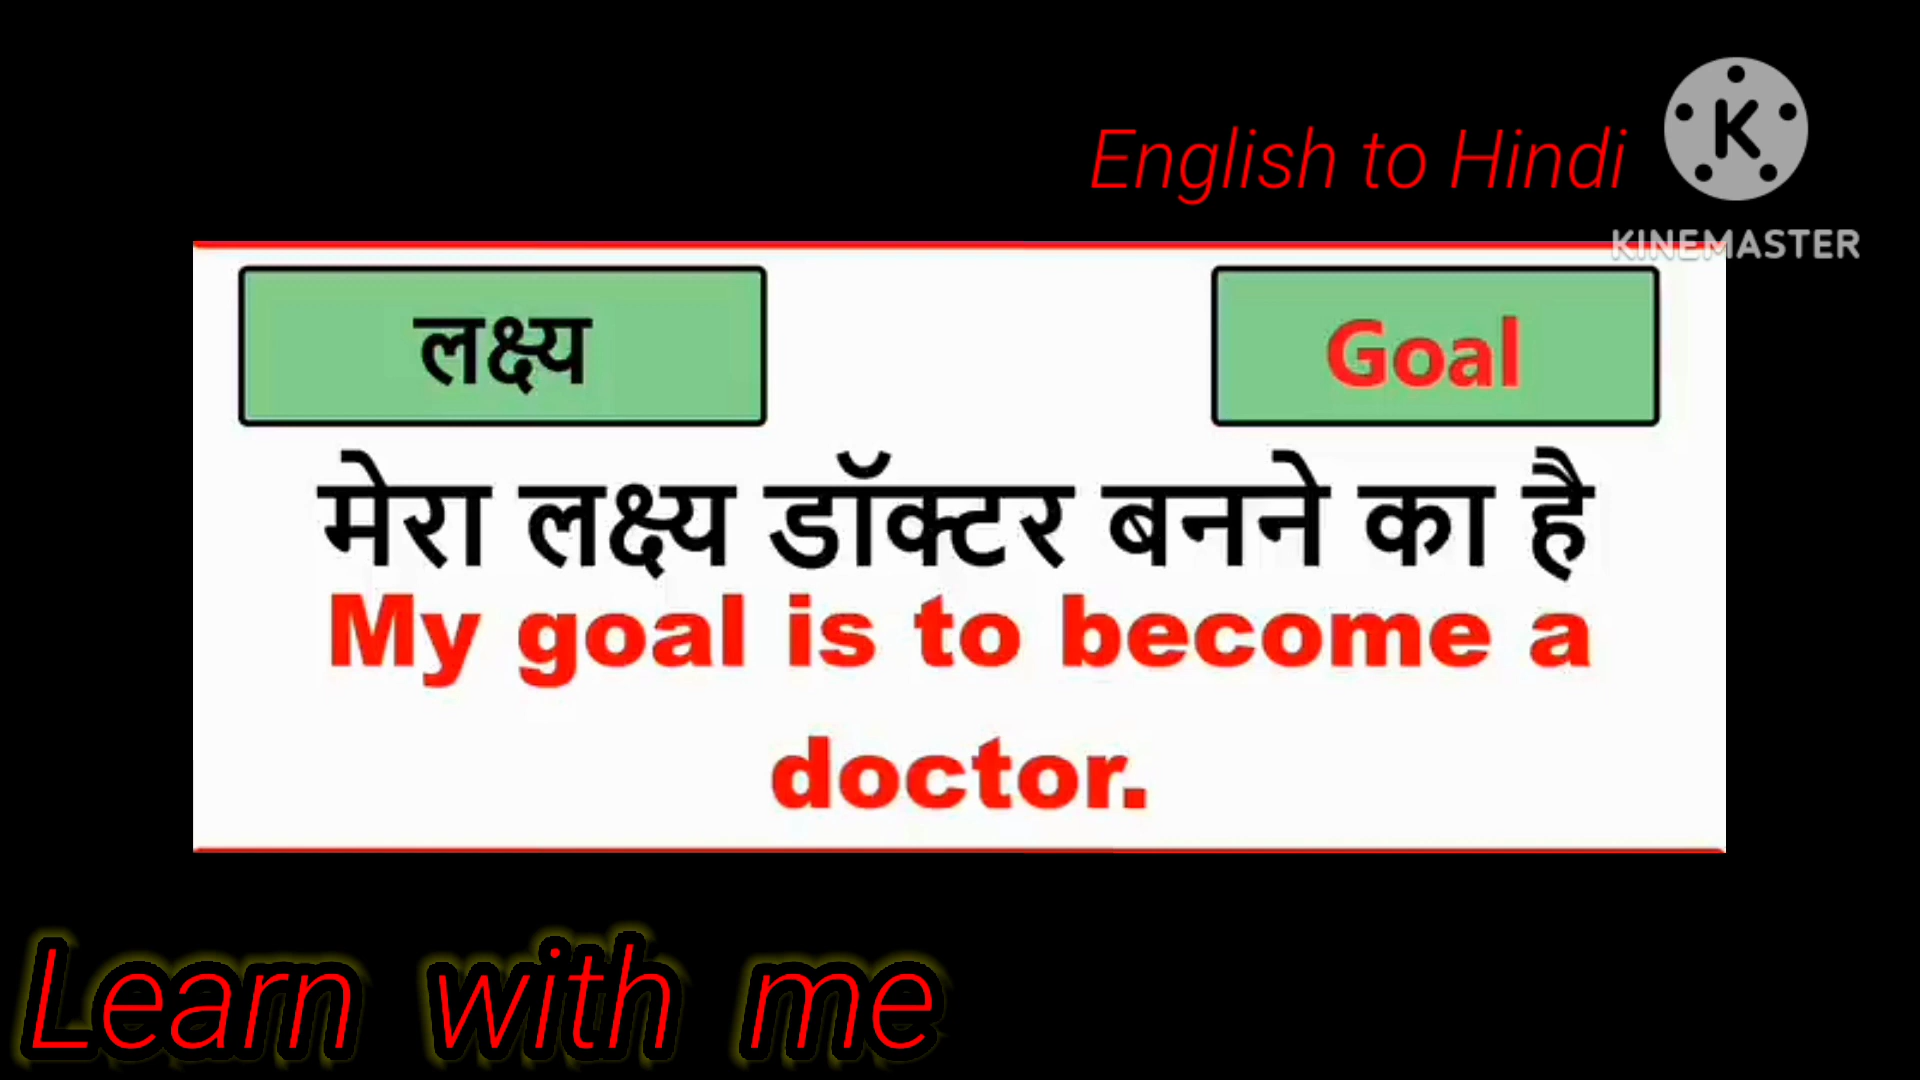 English to Hindi
K
KINEMASTER
लक्ष्य
Goal
मेरा लक्ष्य डॉक्टर बनने का है
My goal is to become a
doctor.
Learn with me